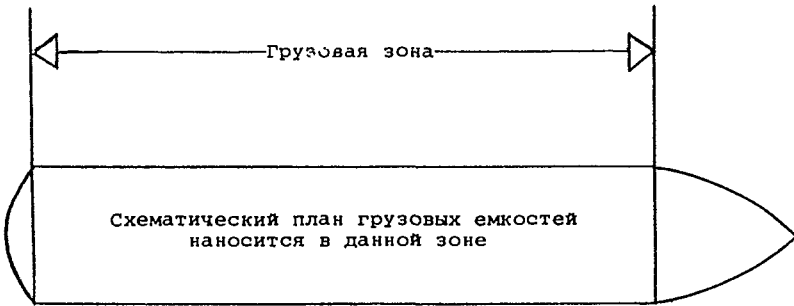 Грузовая зона
Схематический план грузовых емкостей
наносится в данной зоне